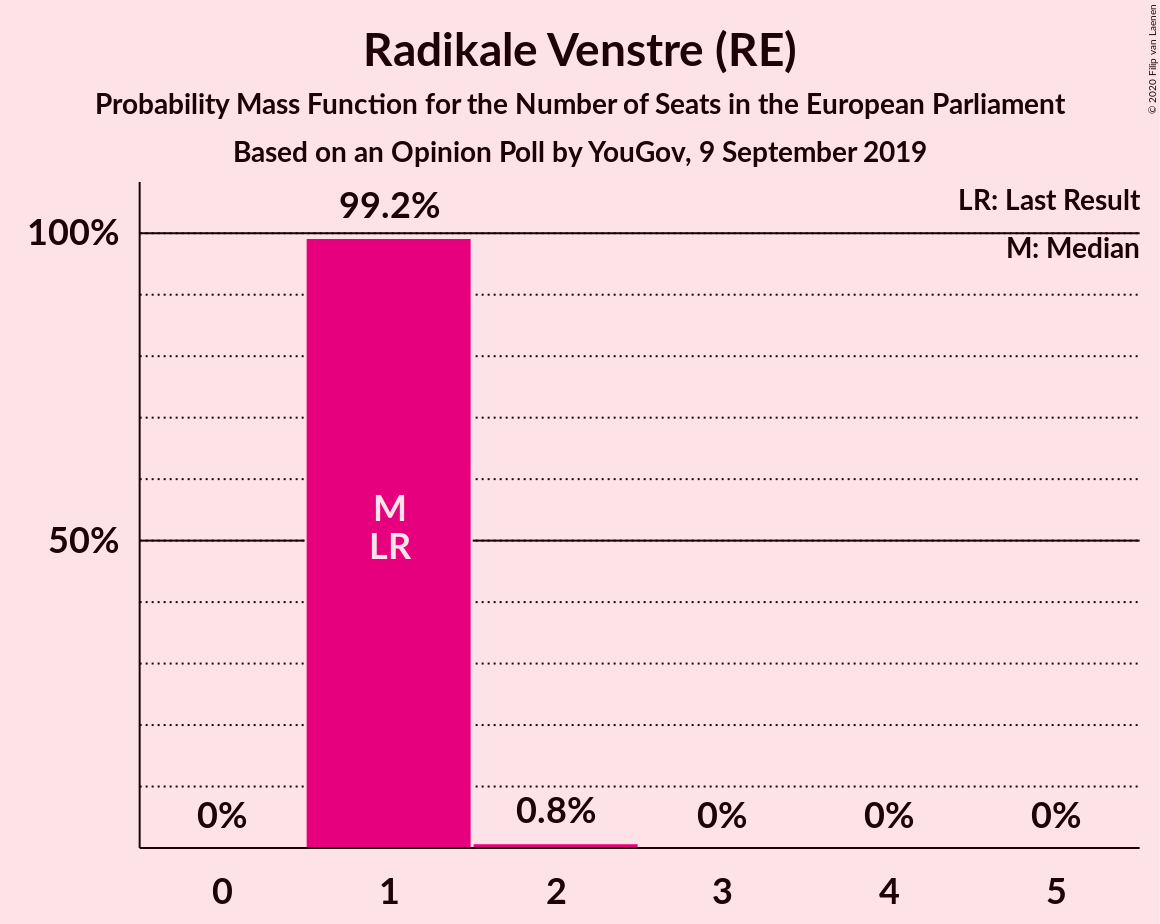 Radikale Venstre (RE)
Probability Mass Function for the Number of Seats in the European Parliament
Based on an Opinion Poll by YouGov, 9 September 2019
© 2020 Filip van Laenen
LR: Last Result
M: Median
100%
50%
99.2%
M
LR
0%
0.8%
0%
0%
0%
0
1
2
3
4
5